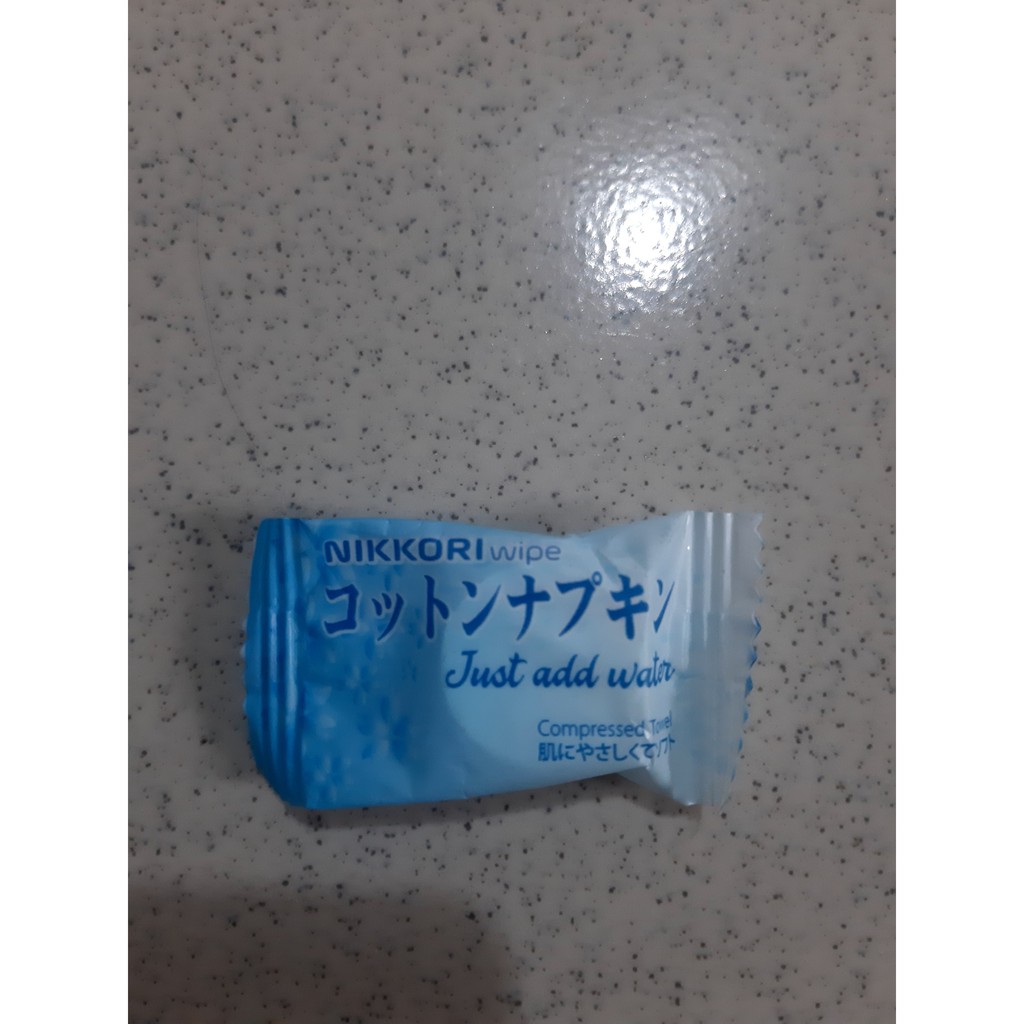 NIKKORI wipe
コットンナプキン
Just add water
Compressed Towel
肌にやさしくてソフト